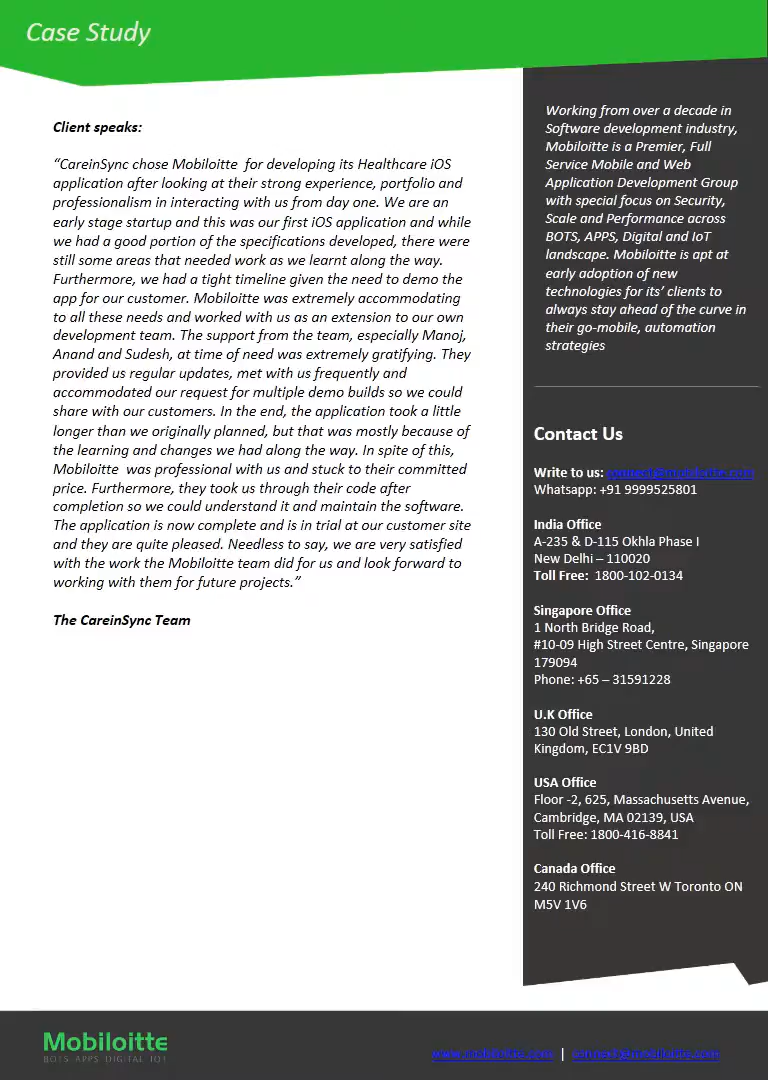 Case Study
Client speaks:
“CareinSync chose Mobiloitte  for developing its Healthcare iOS
application after looking at their strong experience, portfolio and
professionalism in interacting with us from day one. We are an
early stage startup and this was our first iOS application and while
we had a good portion of the specifications developed, there were
still some areas that needed work as we learnt along the way.
Furthermore, we had a tight timeline given the need to demo the
app for our customer. Mobiloitte was extremely accommodating
to all these needs and worked with us as an extension to our own
development team. The support from the team, especially Manoj,
Anand and Sudesh, at time of need was extremely gratifying. They
provided us regular updates, met with us frequently and
accommodated our request for multiple demo builds so we could
share with our customers. In the end, the application took a little
longer than we originally planned, but that was mostly because of
the learning and changes we had along the way. In spite of this,
Mobiloitte  was professional with us and stuck to their committed
price. Furthermore, they took us through their code after
completion so we could understand it and maintain the software.
The application is now complete and is in trial at our customer site
and they are quite pleased. Needless to say, we are very satisfied
with the work the Mobiloitte team did for us and look forward to
working with them for future projects.”
The CareinSync Team
Working from over a decade in
Software development industry,
Mobiloitte is a Premier, Full
Service Mobile and Web
Application Development Group
with special focus on Security,
Scale and Performance across
BOTS, APPS, Digital and IoT
landscape. Mobiloitte is apt at
early adoption of new
technologies for its’ clients to
always stay ahead of the curve in
their go-mobile, automation
strategies
Contact Us
Write to us: connect@mobiloitte.com
Whatsapp: +91 9999525801
India Office
A-235 & D-115 Okhla Phase I
New Delhi – 110020
Toll Free:  1800-102-0134
Singapore Office
1 North Bridge Road,
#10-09 High Street Centre, Singapore
179094
Phone: +65 – 31591228
U.K Office
130 Old Street, London, United
Kingdom, EC1V 9BD
USA Office
Floor -2, 625, Massachusetts Avenue,
Cambridge, MA 02139, USA
Toll Free: 1800-416-8841
Canada Office
240 Richmond Street W Toronto ON
M5V 1V6
Mobiloitte
BOTS APPS DIGITAL IOT
www.mobiloitte.com | connect@mobiloitte.com